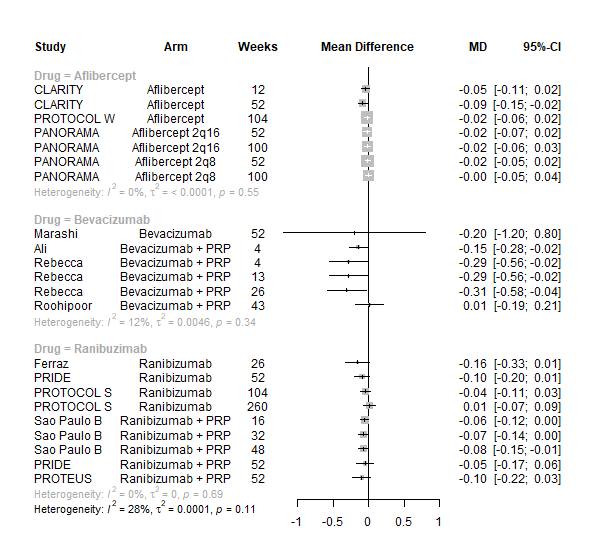 Study Arm Weeks Mean Difference MD 95%-CI
Drug = Aflibercept
CLARITY Aflibercept 12 -0.05 [-0.11; 0.02]
CLARITY Aflibercept 52 -0.09 [-0.15; -0.02]
PROTOCOL W Aflibercept 104 -0.02 [-0.06; 0.02]
PANORAMA Aflibercept 2q16 52 -0.02 [-0.07; 0.02]
PANORAMA Aflibercept 2q16 100 -0.02 [-0.06; 0.03]
PANORAMA Aflibercept 2q8 52 -0.02 [-0.05; 0.02]
PANORAMA Aflibercept 2q8 100 -0.00 [-0.05; 0.04]
Heterogeneity: I² = 0%, τ² = < 0.0001, p = 0.55
Drug = Bevacizumab
Marashi Bevacizumab 52 -0.20 [-1.20; 0.80]
Ali Bevacizumab + PRP 4 -0.15 [-0.28; -0.02]
Rebecca Bevacizumab + PRP 4 -0.29 [-0.56; -0.02]
Rebecca Bevacizumab + PRP 13 -0.29 [-0.56; -0.02]
Rebecca Bevacizumab + PRP 26 -0.31 [-0.58; -0.04]
Roohipoor Bevacizumab + PRP 43 0.01 [-0.19; 0.21]
Heterogeneity: I² = 12%, τ² = 0.0046, p = 0.34
Drug = Ranibuzimab
Ferraz Ranibizumab 26 -0.16 [-0.33; 0.01]
PRIDE Ranibizumab 52 -0.10 [-0.20; 0.01]
PROTOCOL S Ranibizumab 104 -0.04 [-0.11; 0.03]
PROTOCOL S Ranibizumab 260 0.01 [-0.07; 0.09]
Sao Paulo B Ranibizumab + PRP 16 -0.06 [-0.12; 0.00]
Sao Paulo B Ranibizumab + PRP 32 -0.07 [-0.14; 0.00]
Sao Paulo B Ranibizumab + PRP 48 -0.08 [-0.15; -0.01]
PRIDE Ranibizumab + PRP 52 -0.05 [-0.17; 0.06]
PROTEUS Ranibizumab + PRP 52 -0.10 [-0.22; 0.03]
Heterogeneity: I² = 0%, τ² = 0, p = 0.69
Heterogeneity: I² = 28%, τ² = 0.0001, p = 0.11
-1 -0.5 0 0.5 1